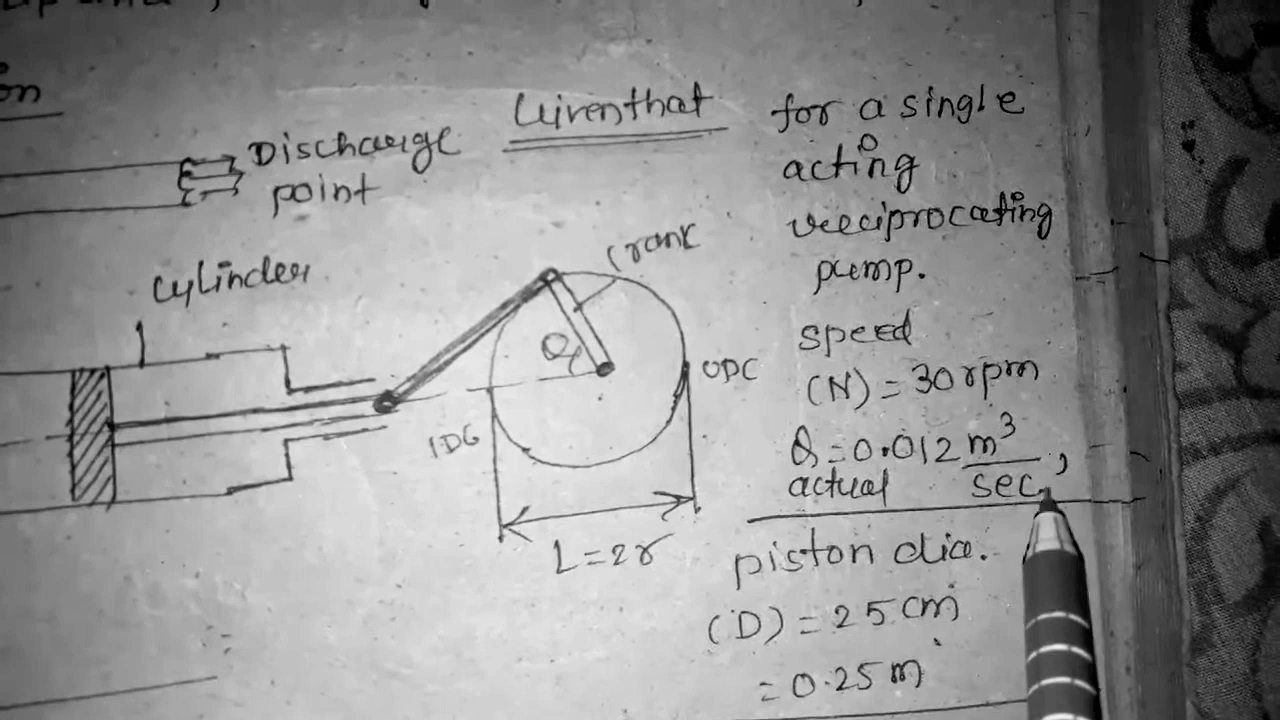 on
Discharge
point
Given that
for a single
acting
reciprocating
pump.
crank
cylinder
speed
θ
ODC
(N) = 30 rpm
IDC
Q = 0.012 m³/sec,
actual
L = 2r
piston dia.
(D) = 25 cm
= 0.25 m